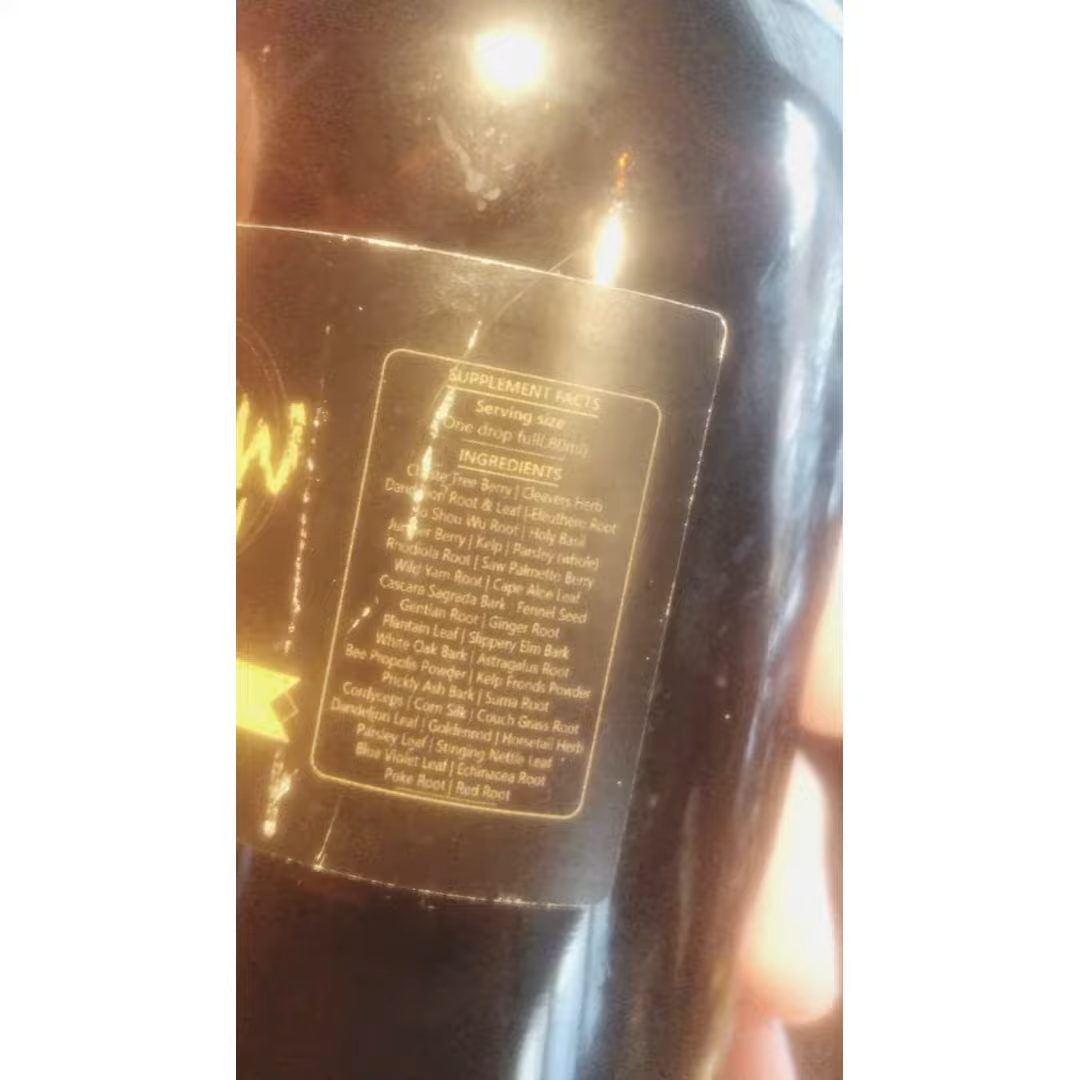 W
SUPPLEMENT FACTS
Serving size
One drop full(.80ml)
INGREDIENTS
Chaste Tree Berry | Cleavers Herb
Dandelion Root & Leaf | Eleuthero Root
Shou Wu Root | Holy Basil
Juniper Berry | Kelp | Parsley (whole)
Rhodiola Root | Saw Palmetto Berry
Wild Yam Root | Cape Aloe Leaf
Cascara Sagrada Bark | Fennel Seed
Gentian Root | Ginger Root
Plantain Leaf | Slippery Elm Bark
White Oak Bark | Astragalus Root
Bee Propolis Powder | Kelp Fronds Powder
Prickly Ash Bark | Suma Root
Cordyceps | Corn Silk | Couch Grass Root
Dandelion Leaf | Goldenrod | Horsetail Herb
Parsley Leaf | Stinging Nettle Leaf
Blue Violet Leaf | Echinacea Root
Poke Root | Red Root